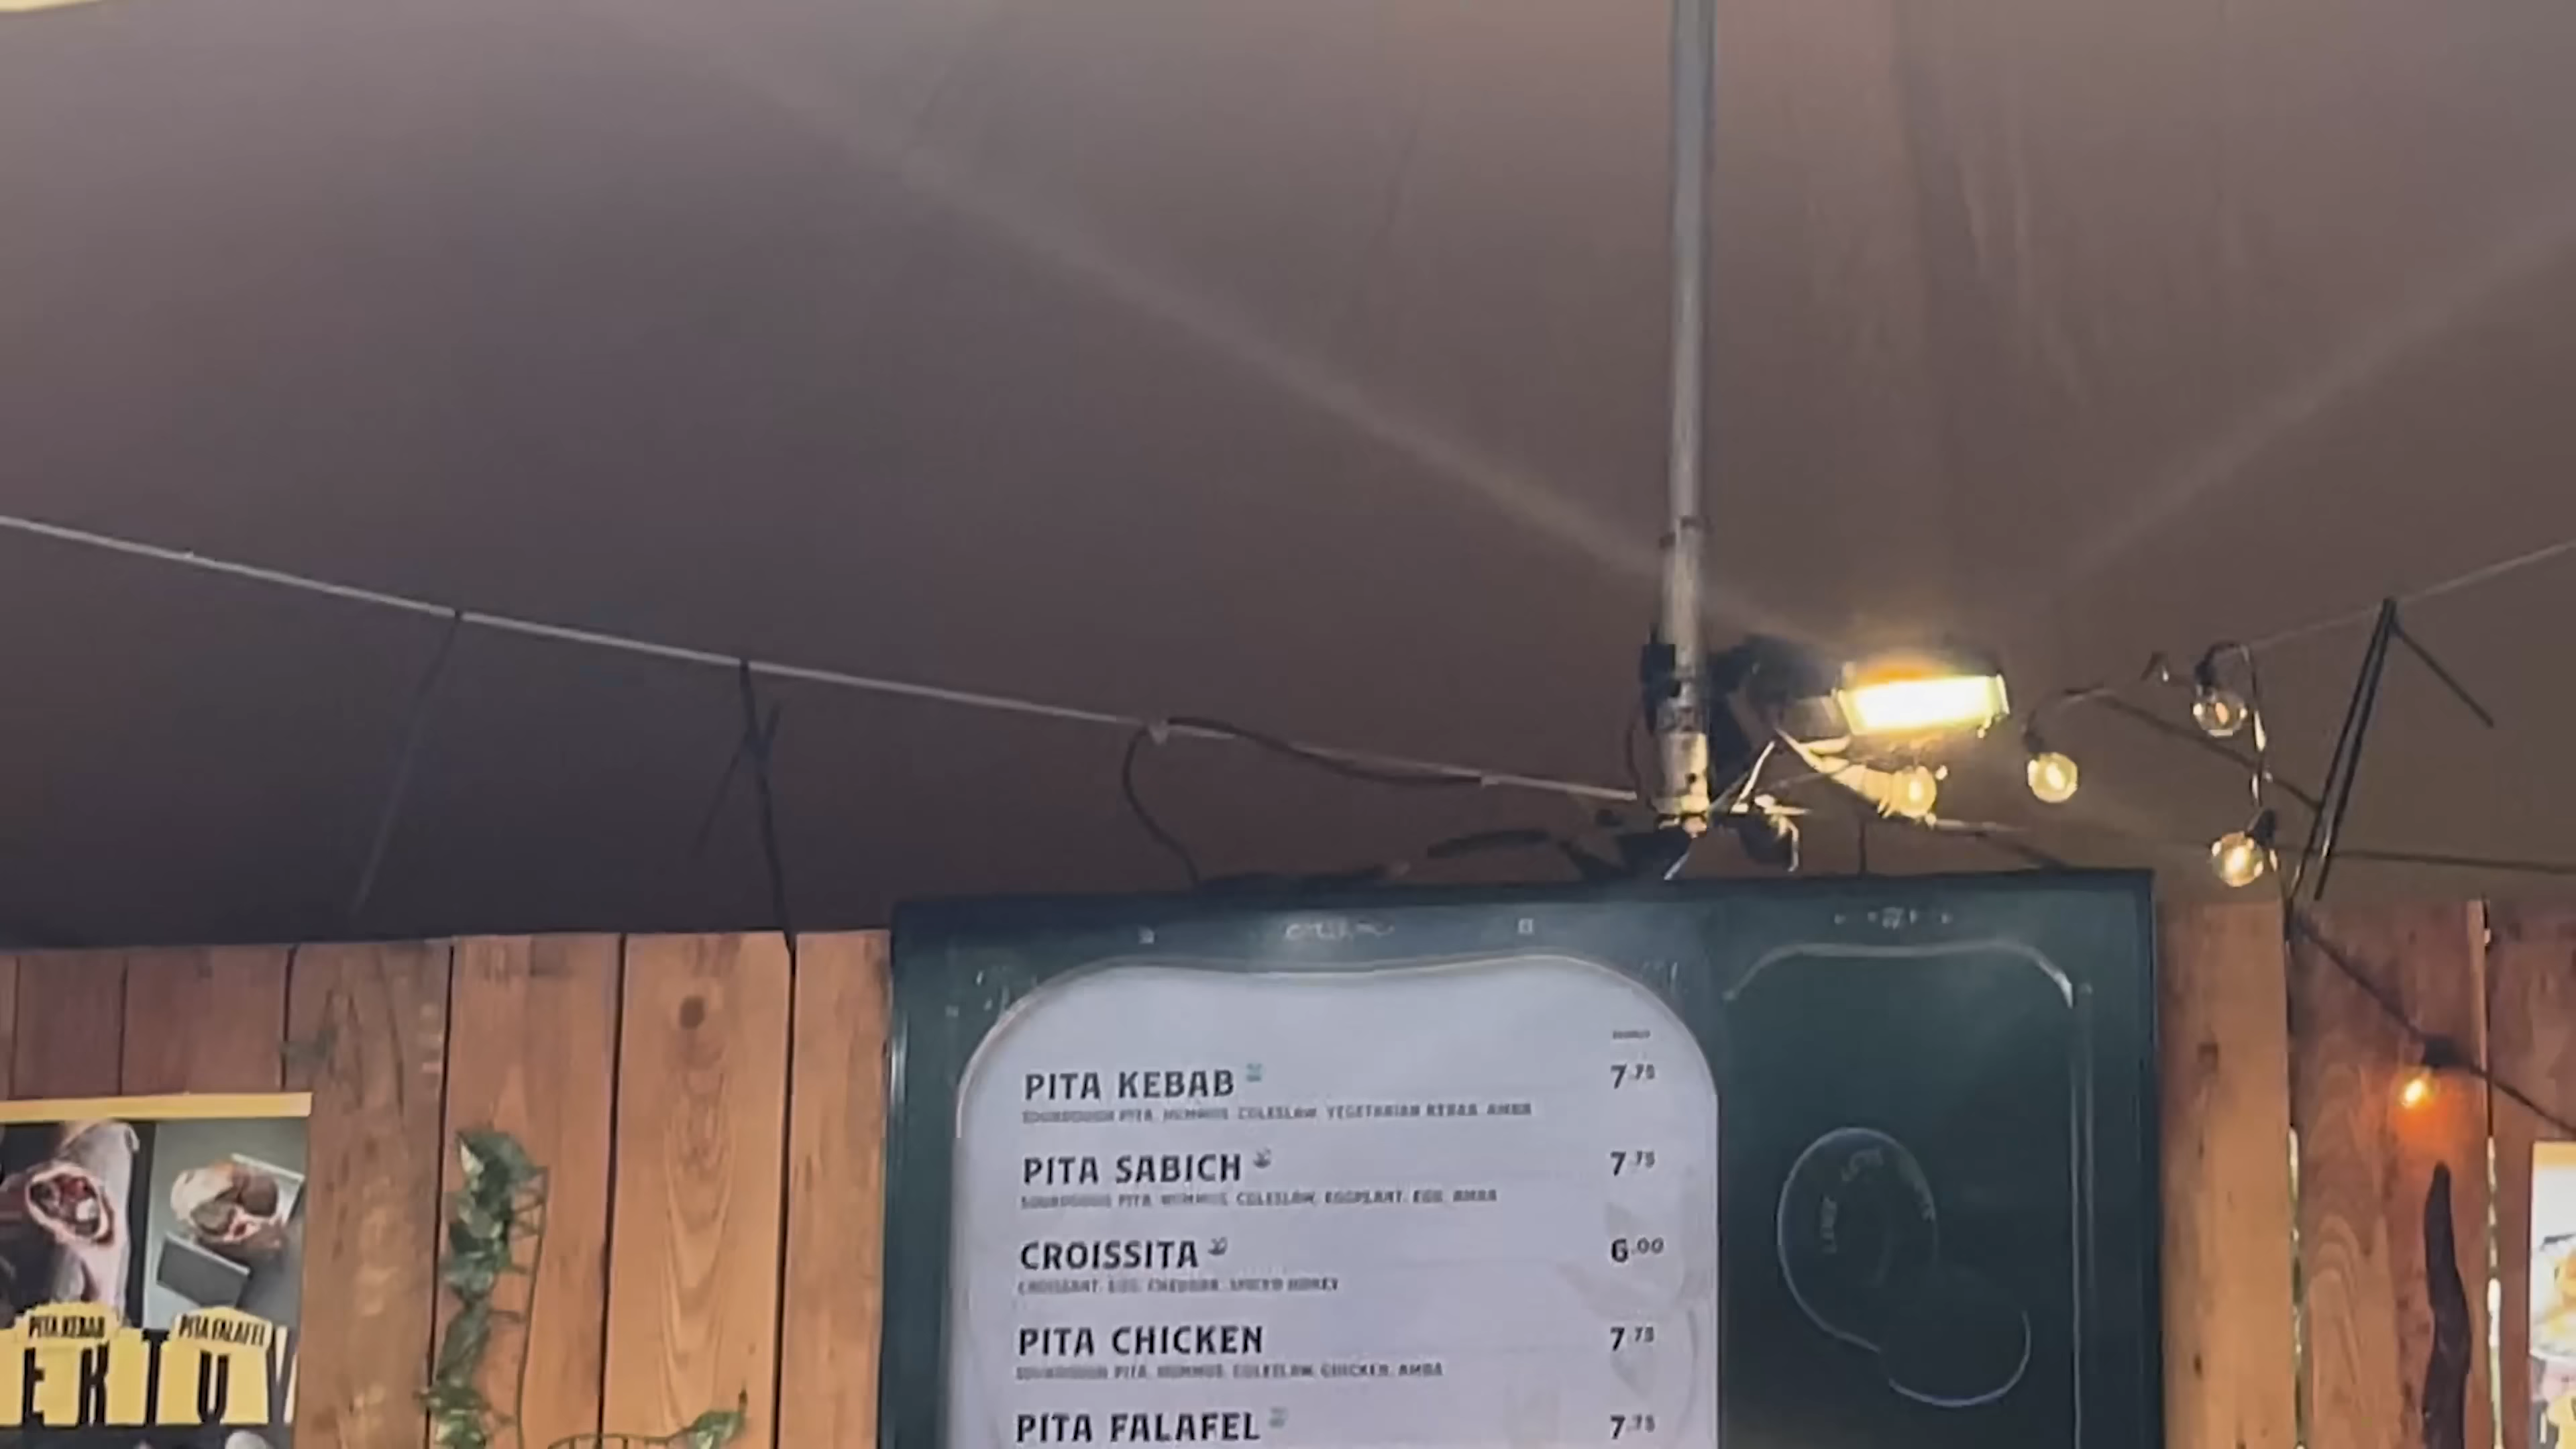 PITA KEBAB 7.75
SOURDOUGH PITA, HUMMUS, COLESLAW, VEGETARIAN KEBAB, AMBA
PITA SABICH 7.75
SOURDOUGH PITA, HUMMUS, COLESLAW, EGGPLANT, EGG, AMBA
CROISSITA 6.00
CROISSANT, EGG, CHEDDAR, SPICED HONEY
PITA CHICKEN 7.75
SOURDOUGH PITA, HUMMUS, COLESLAW, CHICKEN, AMBA
PITA FALAFEL 7.75
PITA KEBAB
PITA FALAFEL